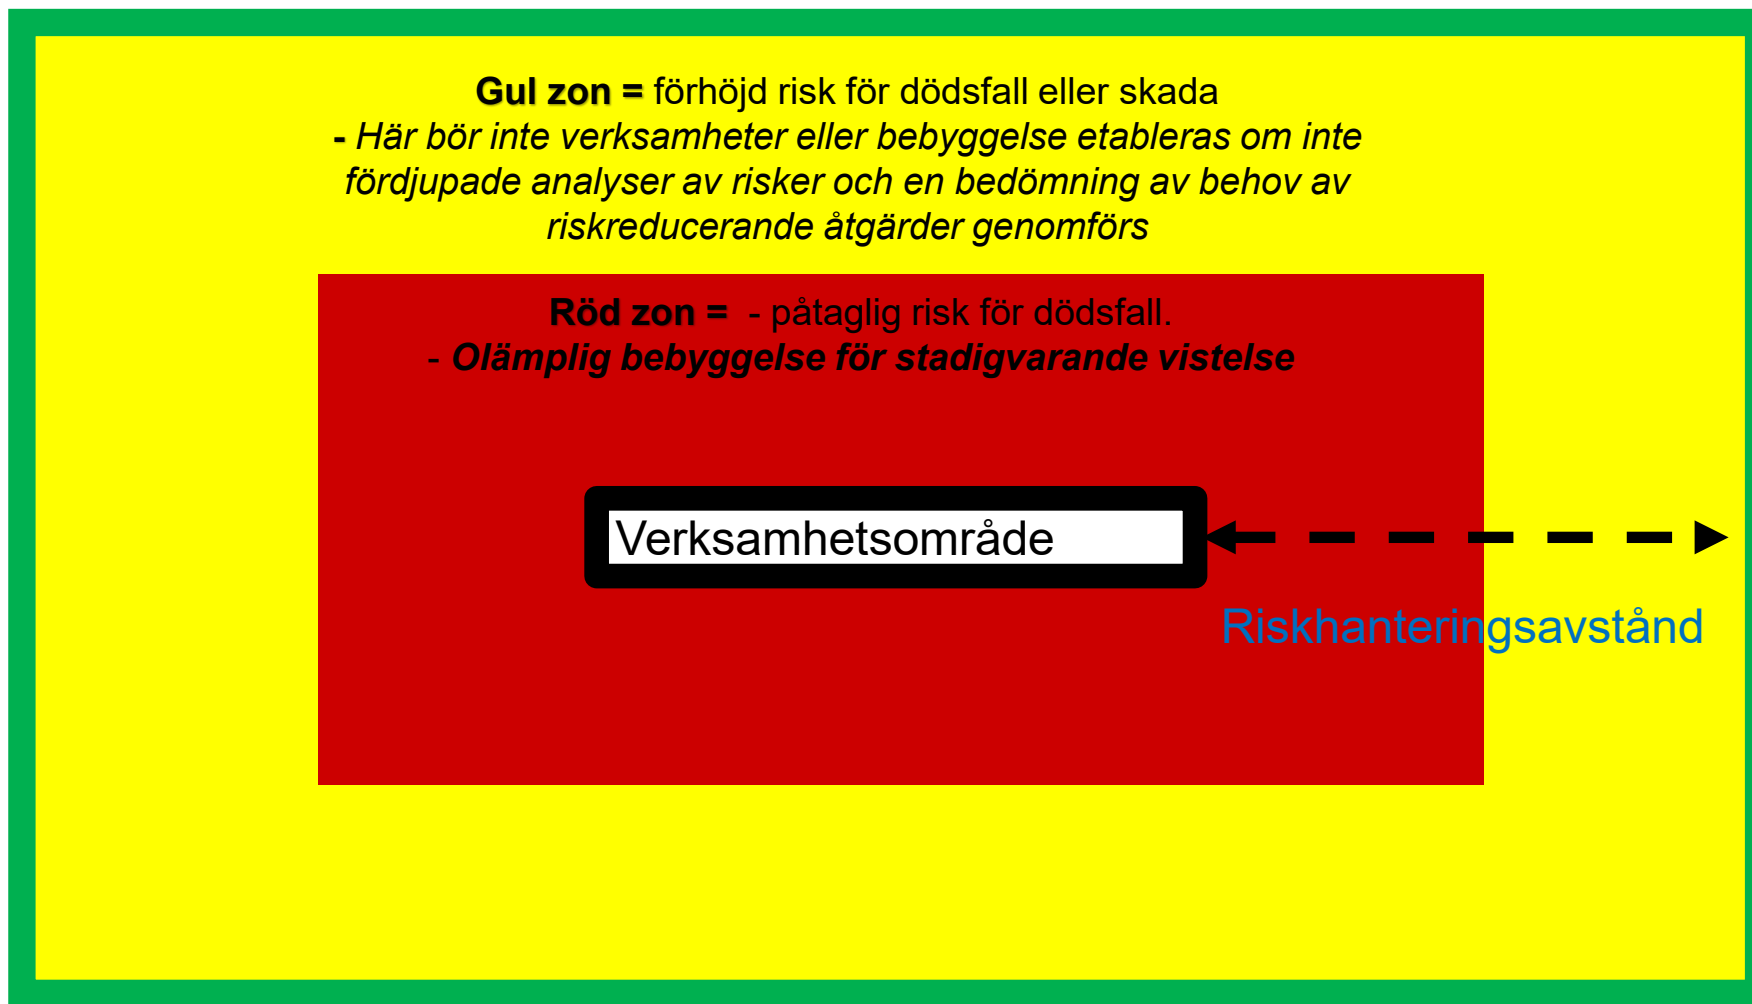 Gul zon = förhöjd risk för dödsfall eller skada
- Här bör inte verksamheter eller bebyggelse etableras om inte
fördjupade analyser av risker och en bedömning av behov av
riskreducerande åtgärder genomförs
Röd zon =  - påtaglig risk för dödsfall.
- Olämplig bebyggelse för stadigvarande vistelse
Verksamhetsområde
Riskhanteringsavstånd